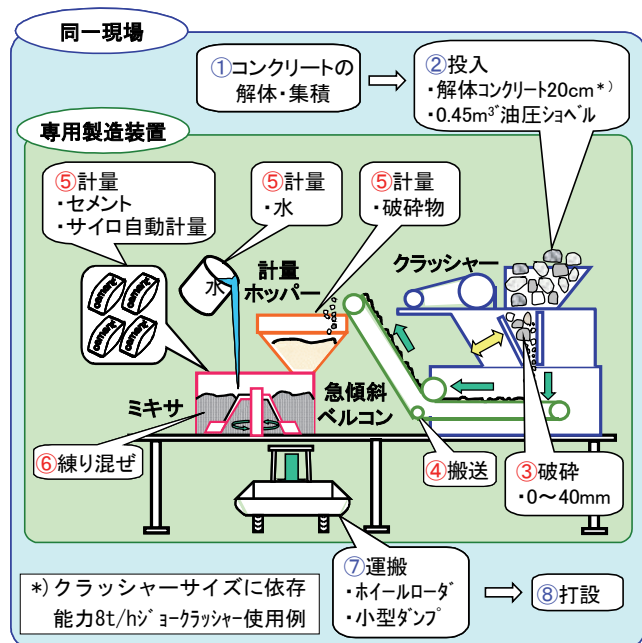 同一現場
①コンクリートの
解体・集積
②投入
・解体コンクリート20cm*)
・0.45m³油圧ショベル
専用製造装置
⑤計量
・セメント
・サイロ自動計量
⑤計量
・水
⑤計量
・破砕物
クラッシャー
計量
ホッパー
水
cement
cement
cement
cement
ミキサ
急傾斜
ベルコン
⑥練り混ぜ
④搬送
③破砕
・0～40mm
⑦運搬
・ホイールローダ
・小型ダンプ
⑧打設
*)クラッシャーサイズに依存
能力8t/hジョークラッシャー使用例